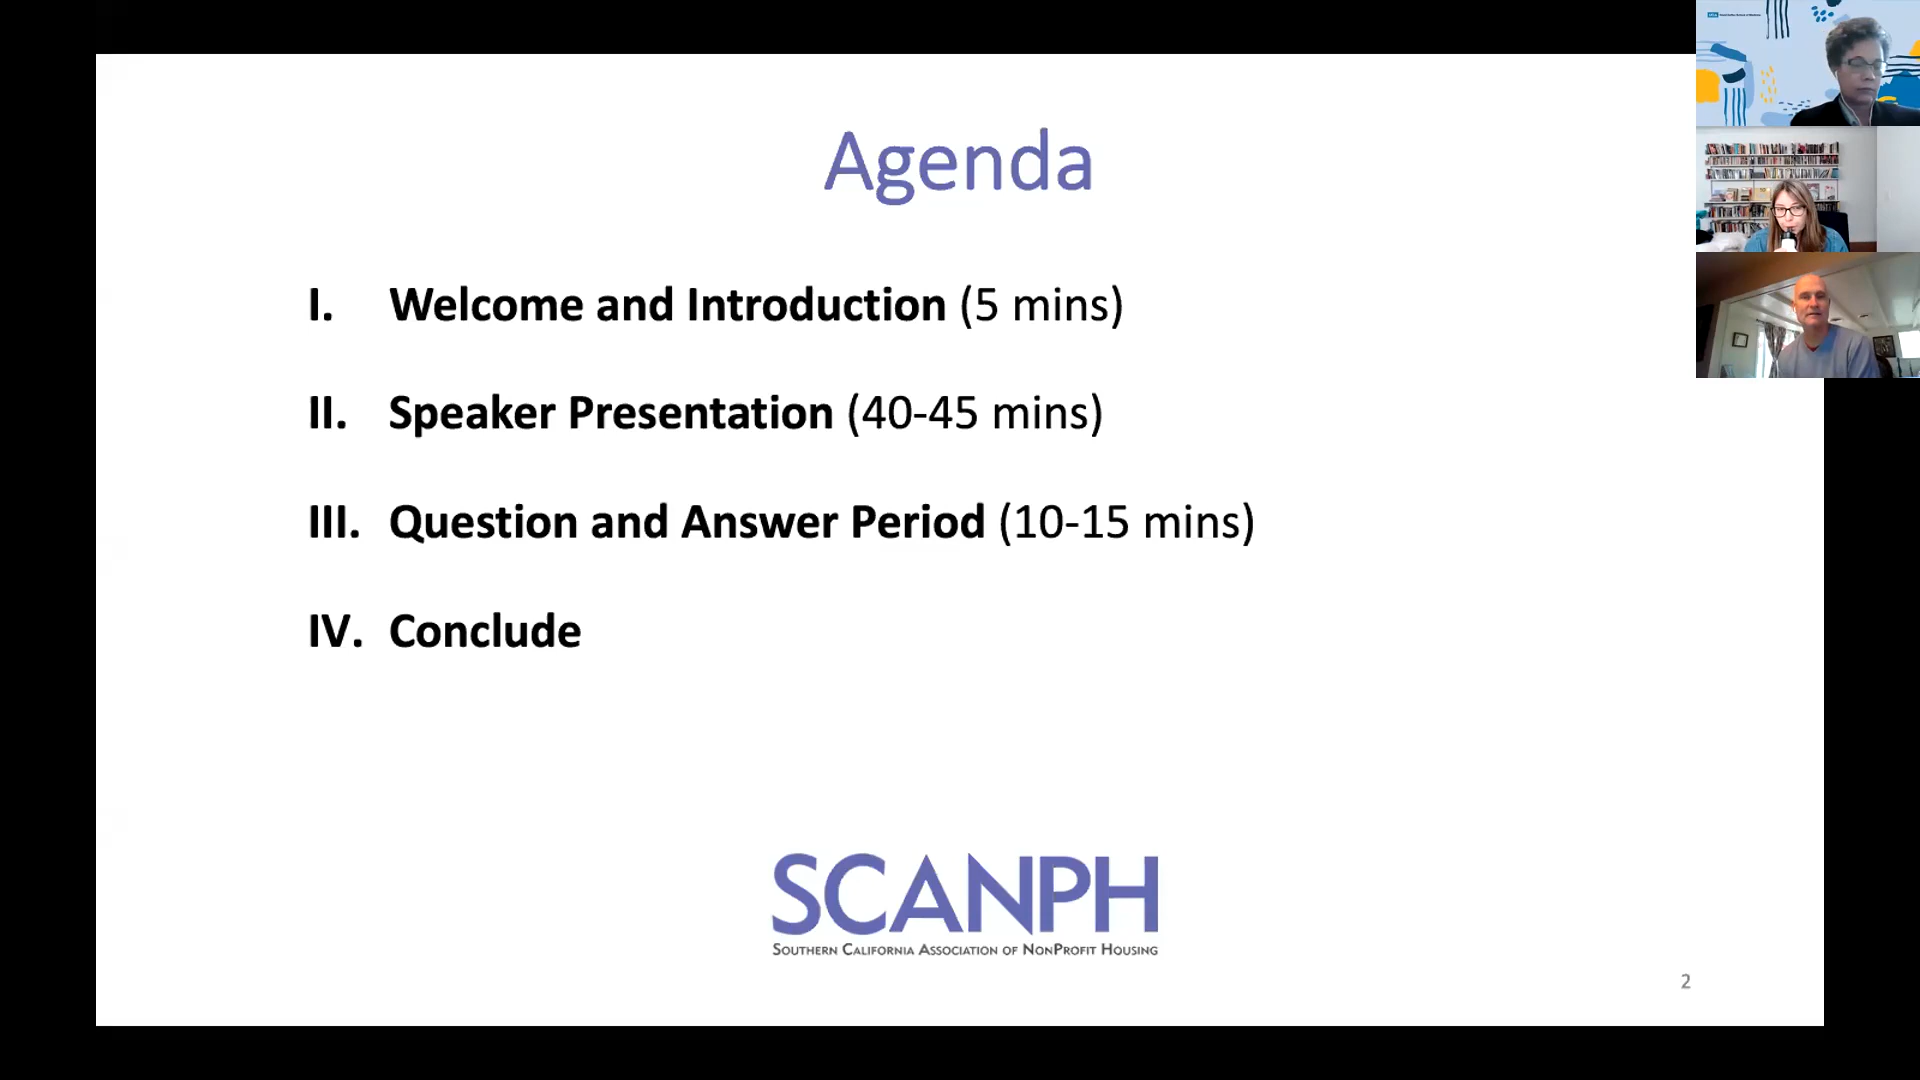 Agenda
I. Welcome and Introduction (5 mins)
II. Speaker Presentation (40-45 mins)
III. Question and Answer Period (10-15 mins)
IV. Conclude
SCANPH
SOUTHERN CALIFORNIA ASSOCIATION OF NONPROFIT HOUSING
2